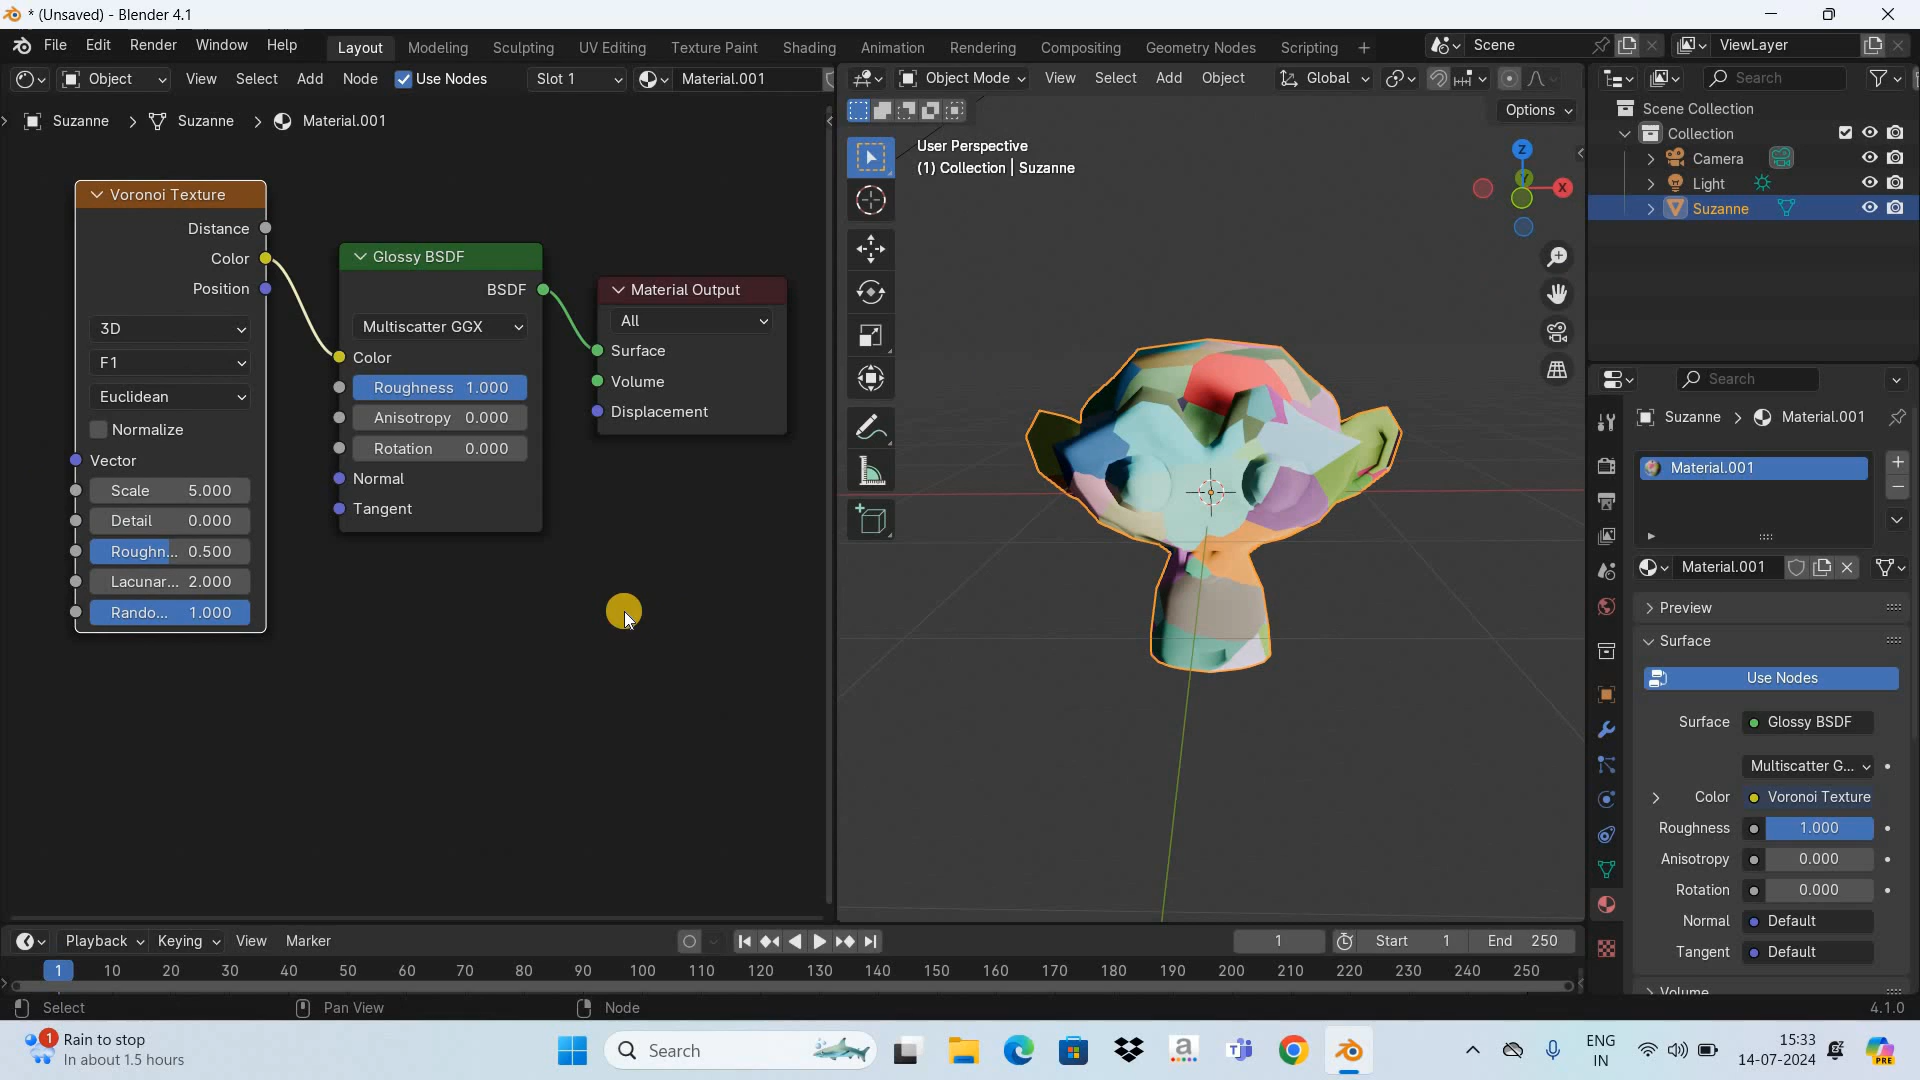 * (Unsaved) - Blender 4.1
File Edit Render Window Help Layout Modeling Sculpting UV Editing Texture Paint Shading Animation Rendering Compositing Geometry Nodes Scripting + Scene ViewLayer
Object View Select Add Node Use Nodes Slot 1 Material.001
Object Mode View Select Add Object Global
Search
Options
Suzanne > Suzanne > Material.001
User Perspective
(1) Collection | Suzanne
Z
Y
X
Scene Collection
Collection
Camera
Light
Suzanne
Voronoi Texture
Distance
Color
Position
3D
F1
Euclidean
Normalize
Vector
Scale 5.000
Detail 0.000
Roughn... 0.500
Lacunar... 2.000
Rando... 1.000
Glossy BSDF
BSDF
Multiscatter GGX
Color
Roughness 1.000
Anisotropy 0.000
Rotation 0.000
Normal
Tangent
Material Output
All
Surface
Volume
Displacement
Search
Suzanne > Material.001
Material.001
Material.001
Preview
Surface
Use Nodes
Surface Glossy BSDF
Multiscatter G...
Color Voronoi Texture
Roughness 1.000
Anisotropy 0.000
Rotation 0.000
Normal Default
Tangent Default
Volume
Playback Keying View Marker 1 Start 1 End 250
1 10 20 30 40 50 60 70 80 90 100 110 120 130 140 150 160 170 180 190 200 210 220 230 240 250
Select Pan View Node 4.1.0
1
Rain to stop
In about 1.5 hours
Search
a
T
ENG
IN
15:33
14-07-2024
PRE